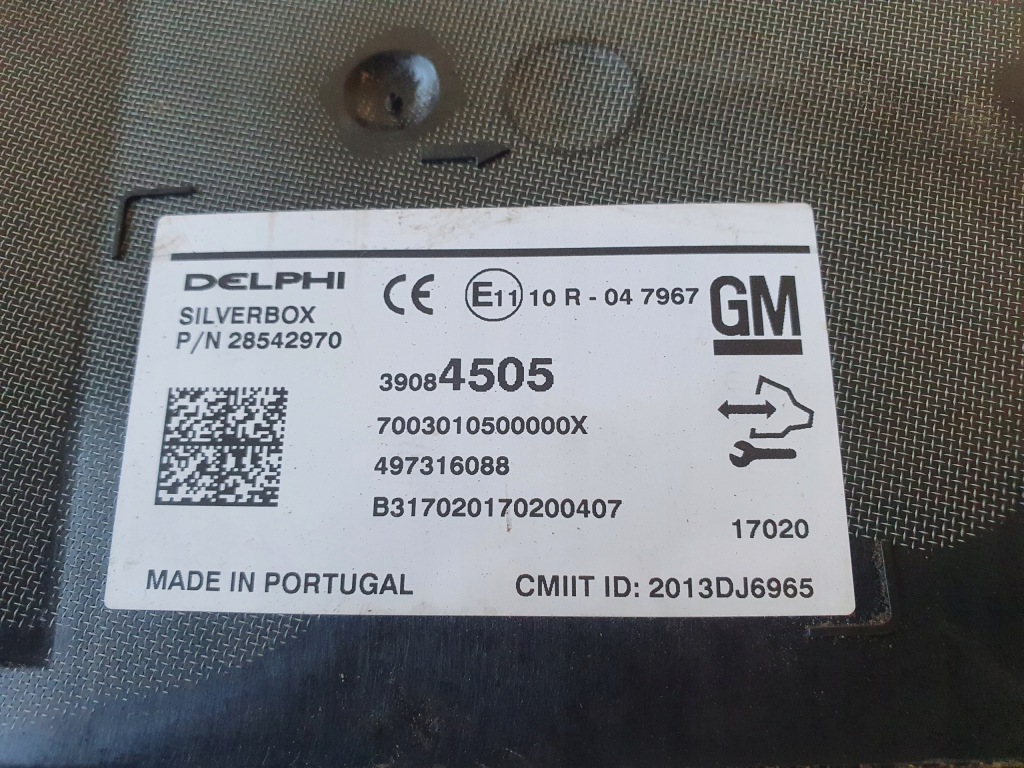 DELPHI
SILVERBOX
P/N 28542970
CE E11 10 R - 04 7967
GM
39084505
7003010500000X
497316088
B317020170200407
17020
MADE IN PORTUGAL
CMIIT ID: 2013DJ6965